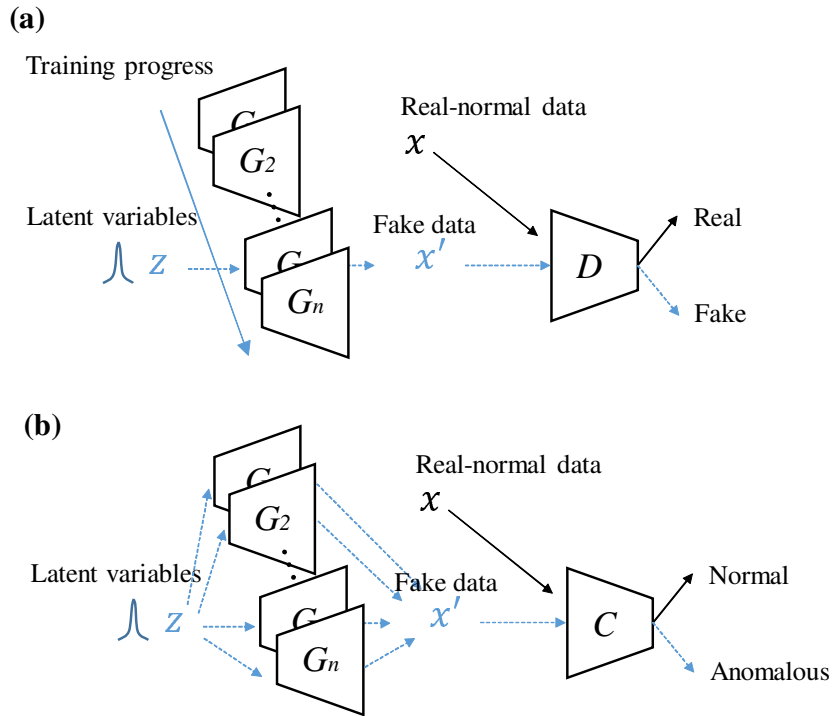 (a)
Training progress
G2
Real-normal data
x
Latent variables
z
Fake data
x′
Gn
D
Real
Fake
(b)
G2
Real-normal data
x
Latent variables
z
Fake data
x′
Gn
C
Normal
Anomalous